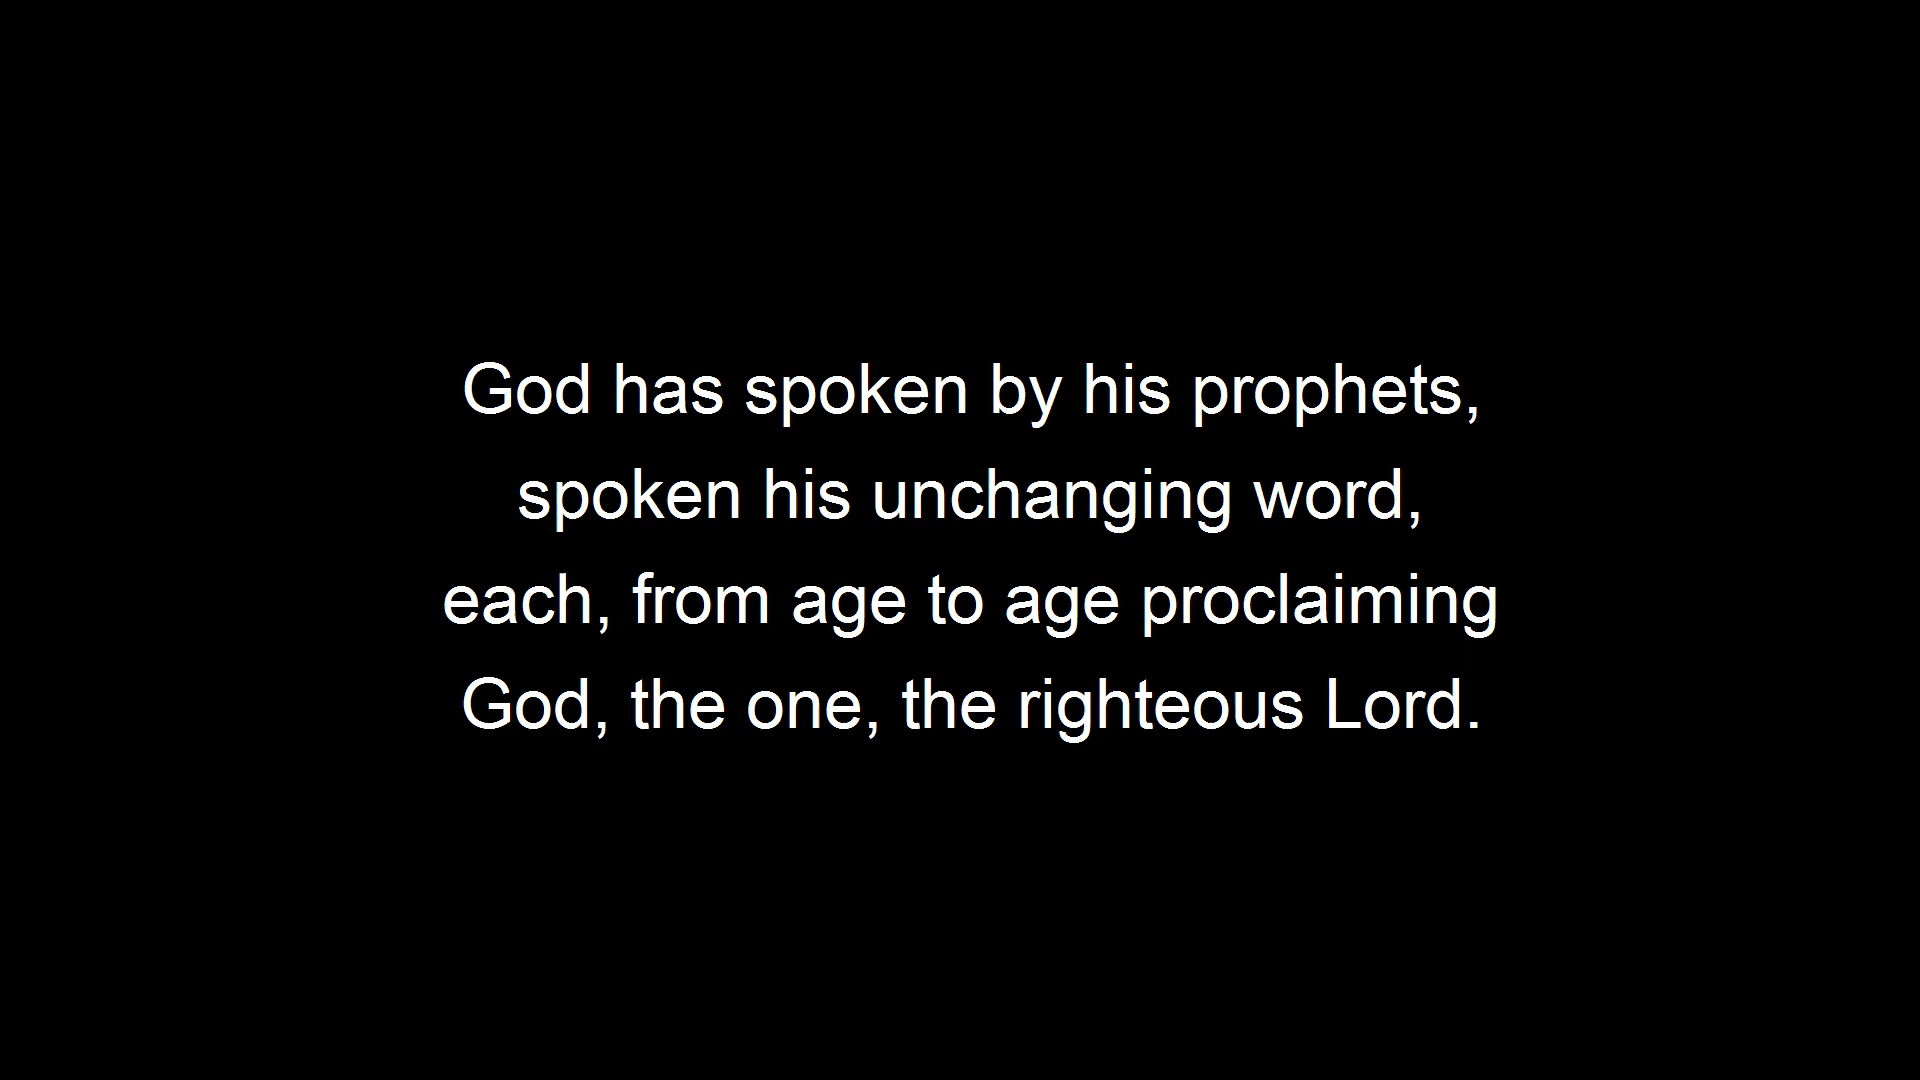 God has spoken by his prophets,
spoken his unchanging word,
each, from age to age proclaiming
God, the one, the righteous Lord.